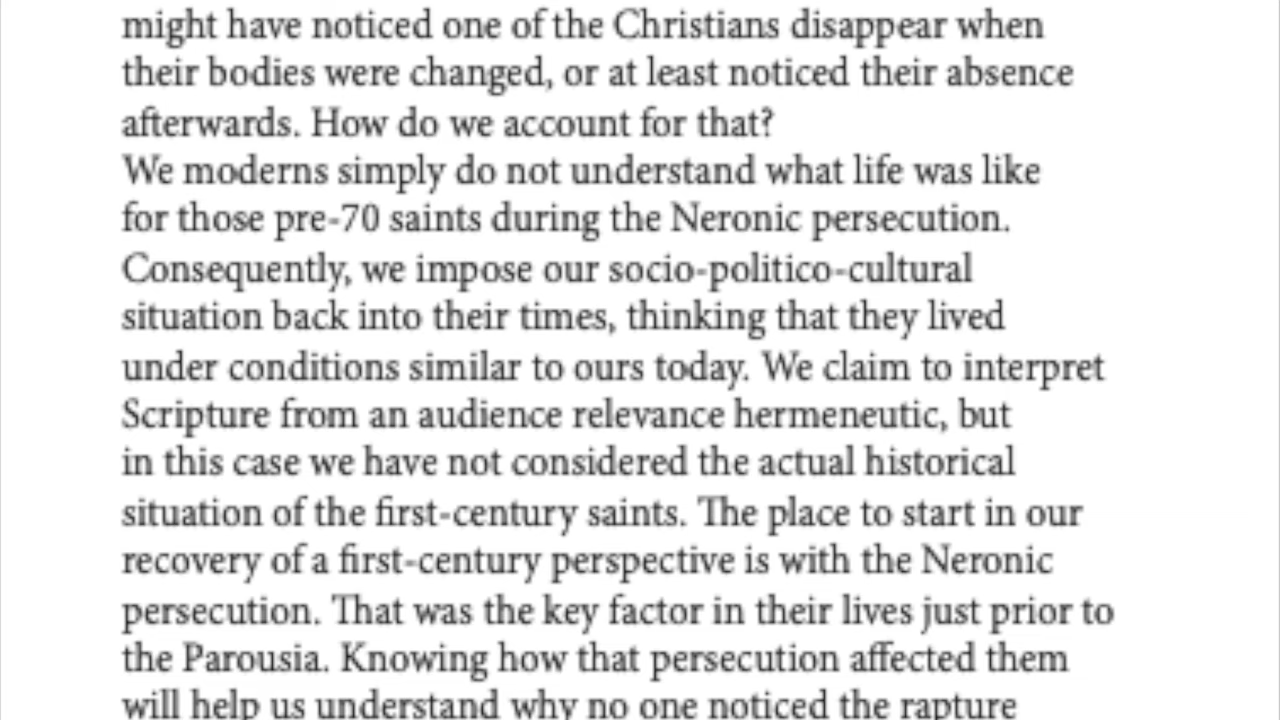 might have noticed one of the Christians disappear when
their bodies were changed, or at least noticed their absence
afterwards. How do we account for that?
We moderns simply do not understand what life was like
for those pre-70 saints during the Neronic persecution.
Consequently, we impose our socio-politico-cultural
situation back into their times, thinking that they lived
under conditions similar to ours today. We claim to interpret
Scripture from an audience relevance hermeneutic, but
in this case we have not considered the actual historical
situation of the first-century saints. The place to start in our
recovery of a first-century perspective is with the Neronic
persecution. That was the key factor in their lives just prior to
the Parousia. Knowing how that persecution affected them
will help us understand why no one noticed the rapture